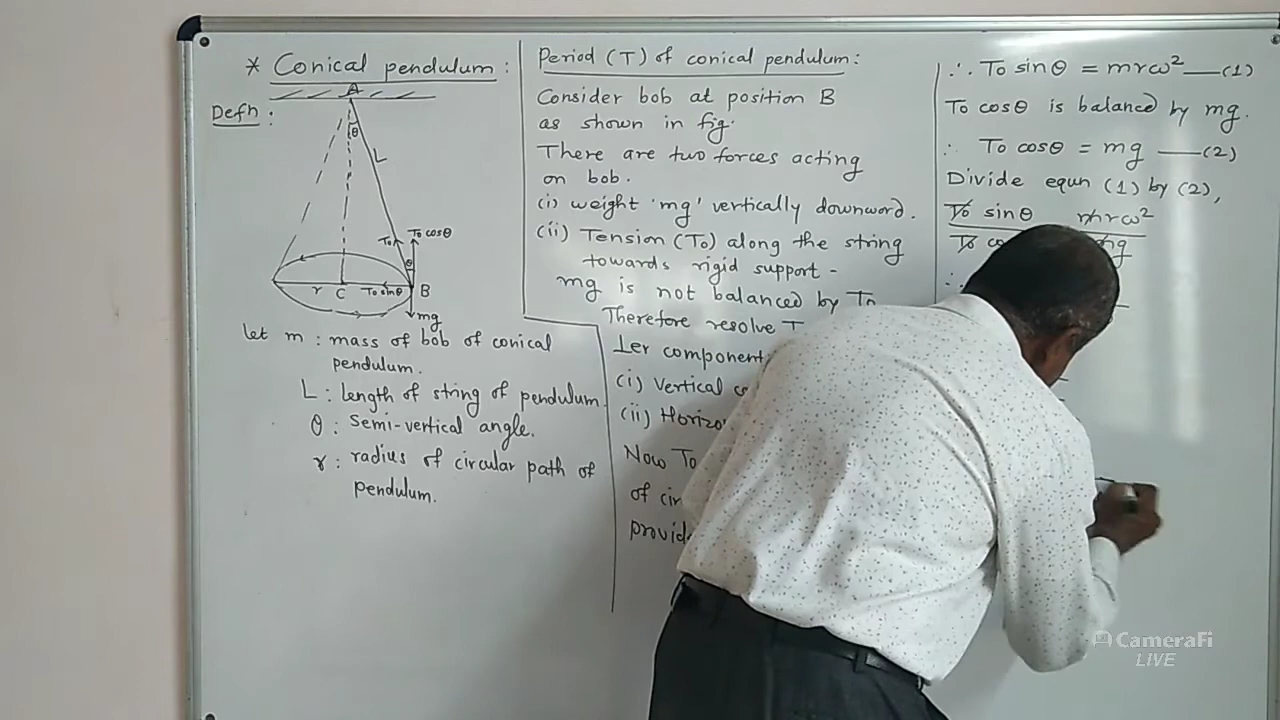 * Conical pendulum :
Defn :
A
θ
L
To
To cosθ
θ
r
C
To sinθ
B
mg
let m : mass of bob of conical
pendulum.
L : length of string of pendulum.
θ : Semi-vertical angle.
r : radius of circular path of
pendulum.
Period (T) of conical pendulum :
Consider bob at position B
as shown in fig.
There are two forces acting
on bob.
(i) weight 'mg' vertically downward.
(ii) Tension (To) along the string
towards rigid support -
mg is not balanced by To
Therefore resolve
Ler component
(i) Vertical
(ii)
Now To
of
∴ To sinθ = mrω² —(1)
To cosθ is balanced by mg.
∴ To cosθ = mg —(2)
Divide equn (1) by (2),
To sinθ mrω²
To mg
CameraFi
LIVE